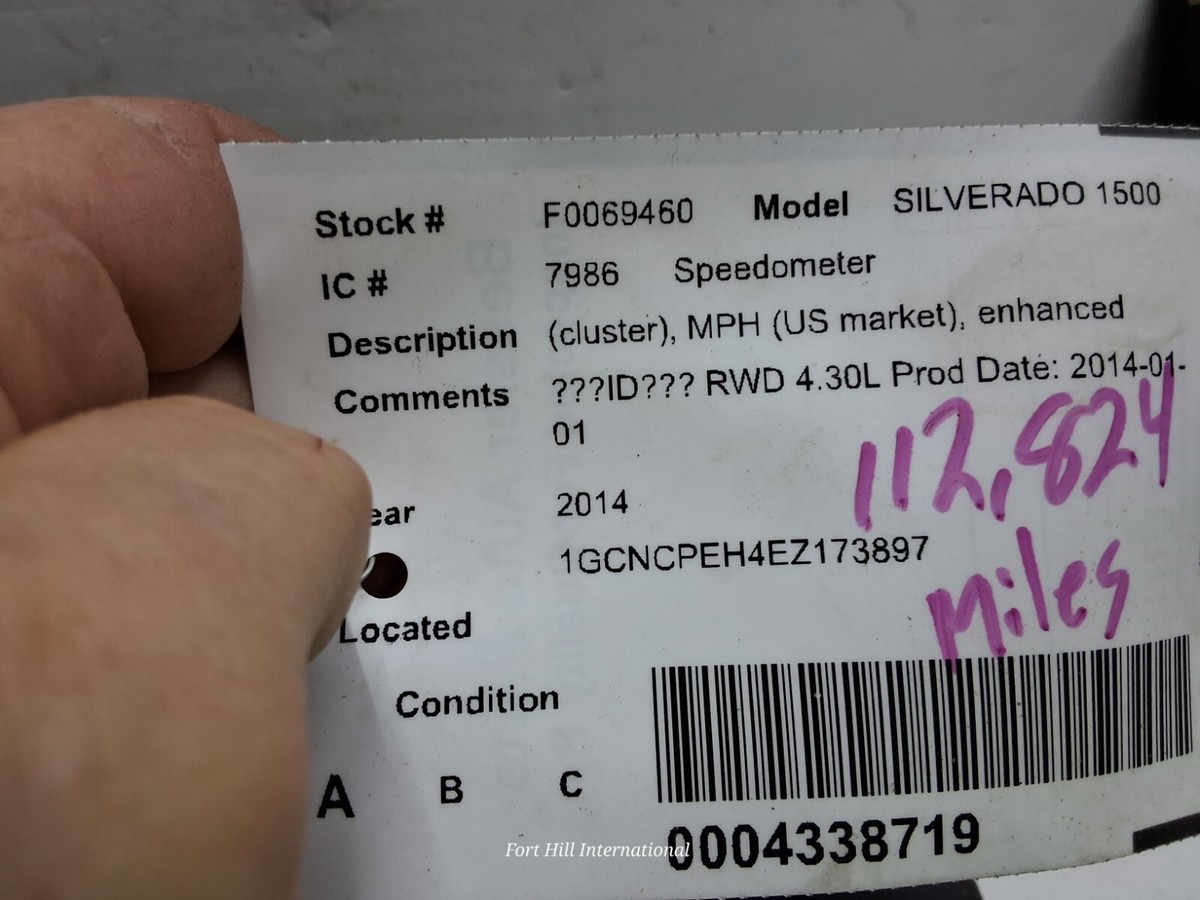 Stock # F0069460 Model SILVERADO 1500
IC # 7986 Speedometer
Description (cluster), MPH (US market), enhanced
Comments ???ID??? RWD 4.30L Prod Date: 2014-01-
01
112,824
ear 2014
1GCNCPEH4EZ173897
Miles
Located
Condition
A B C
0004338719
Fort Hill International